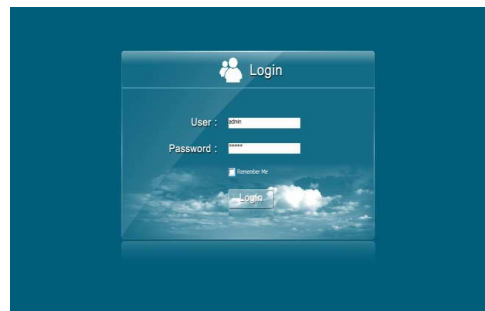 Login
User : admin
Password : ******
Remember Me
Login